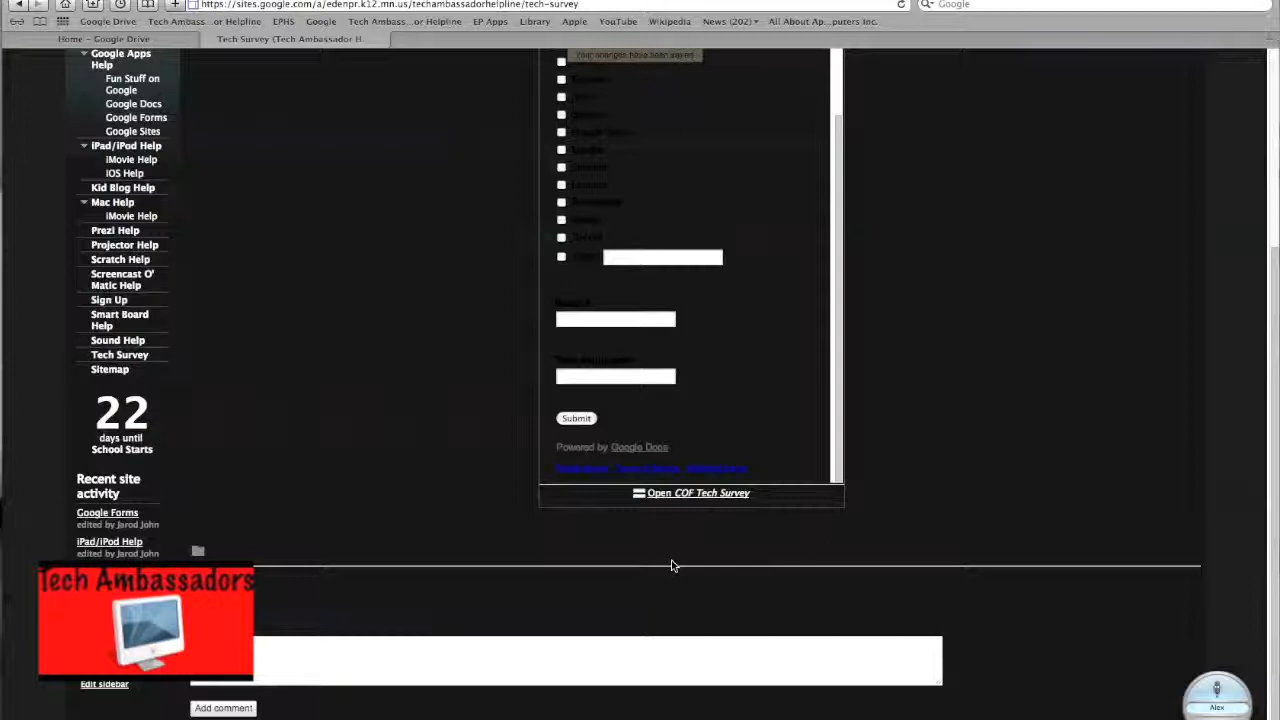 https://sites.google.com/a/edenpr.k12.mn.us/techambassadorhelpline/tech-survey
Google
Tech Ambass...or Helpline
EPHS
Google
Tech Ambass...or Helpline
EP Apps
Library
Apple
YouTube
Wikipedia
News (202)
All About Ap...puters Inc.
Home - Google Drive
Tech Survey (Tech Ambassador H...
Your changes have been saved
Google Apps
Help
Fun Stuff on
Google
Google Docs
Google Forms
Google Sites
iPad/iPod Help
iMovie Help
iOS Help
Kid Blog Help
Mac Help
iMovie Help
Prezi Help
Projector Help
Scratch Help
Screencast O'
Matic Help
Sign Up
Smart Board
Help
Sound Help
Tech Survey
Sitemap
22
days until
School Starts
Recent site
activity
Google Forms
edited by Jarod John
iPad/iPod Help
edited by Jarod John
Submit
Powered by Google Docs
Open COF Tech Survey
Tech Ambassadors
Edit sidebar
Add comment
Alex